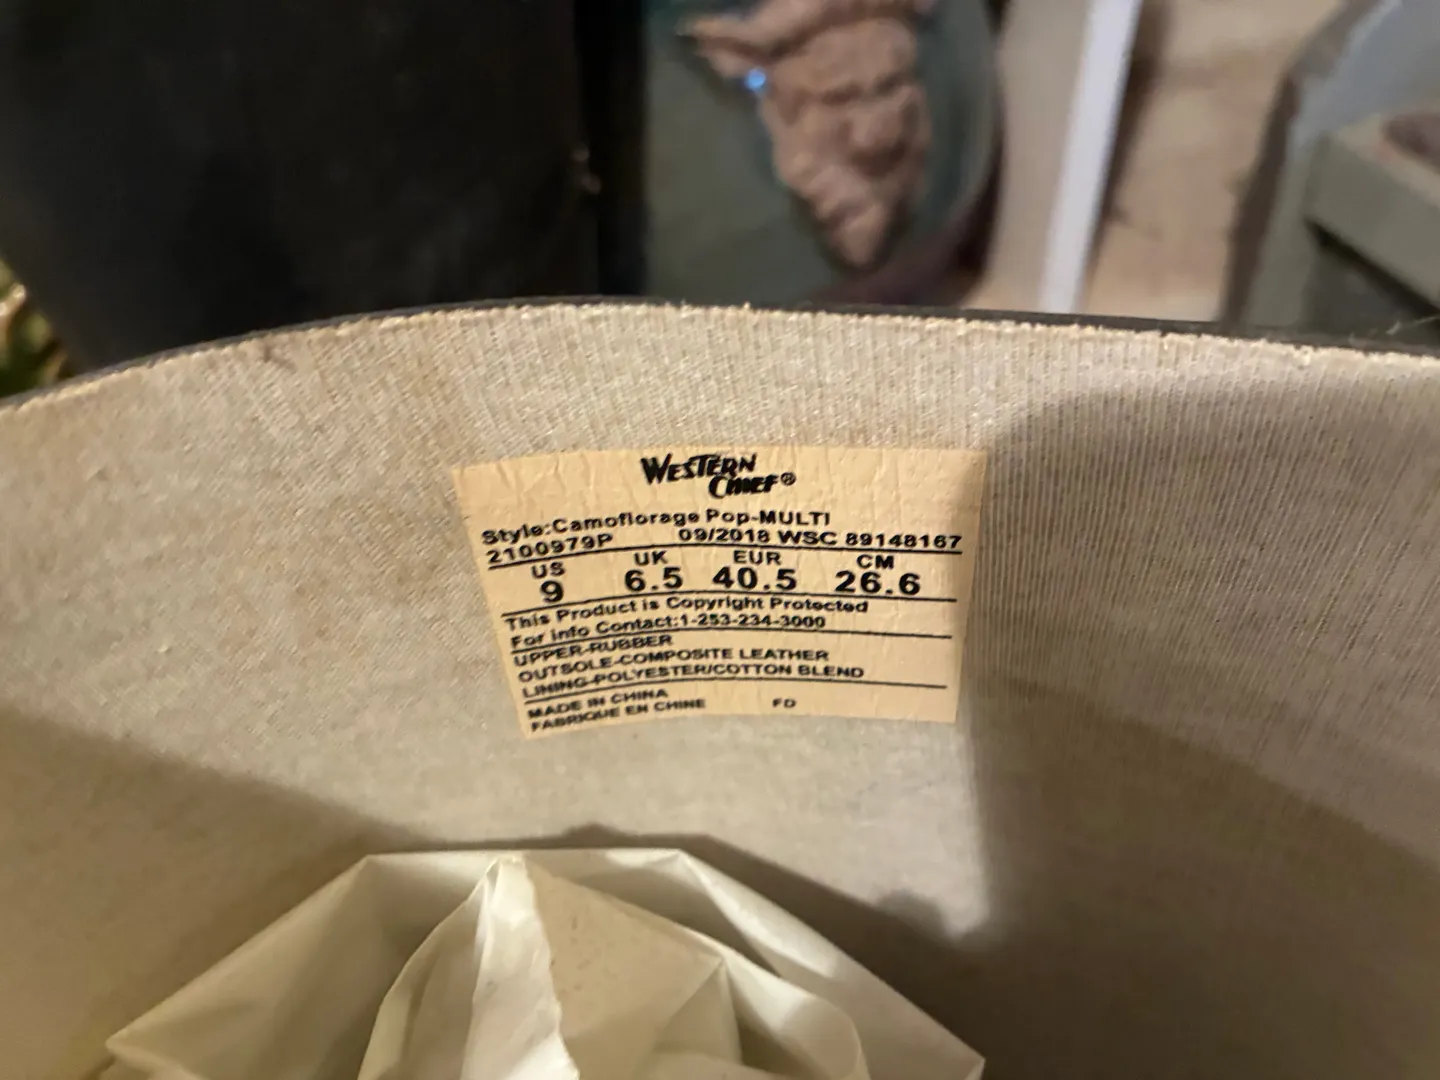 WESTERN
CHIEF®
Style:Camoflorage Pop-MULTI
2100979P 09/2018 WSC 89148167
US UK EUR CM
9 6.5 40.5 26.6
This Product is Copyright Protected
For info Contact:1-253-234-3000
UPPER-RUBBER
OUTSOLE-COMPOSITE LEATHER
LINING-POLYESTER/COTTON BLEND
MADE IN CHINA
FABRIQUE EN CHINE FD